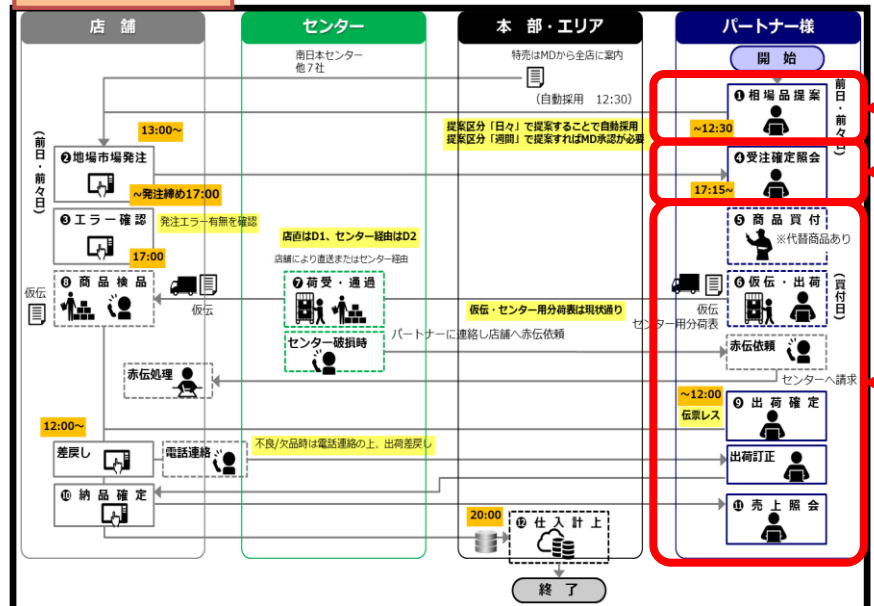 店 舗
センター
本 部・エリア
パートナー様
南日本センター
他７社
特売はMDから全店に案内
開 始
（自動採用 12:30）
❶相場品提案
前日・前々日)
~12:30
提案区分「日々」で提案することで自動採用
提案区分「週間」で提案すればMD承認が必要
13:00~
(前日・前々日)
❷地場市場発注
~発注締め17:00
❹受注確定照会
17:15~
❸エラー確認
発注エラー有無を確認
17:00
❺商品買付
※代替商品あり
店直はD1、センター経由はD2
店舗により直送またはセンター経由
❽商品検品
仮伝
仮伝
❼荷受・通過
仮伝・センター用分荷表は現状通り
仮伝
センター用分荷表
❻仮伝・出荷
(買付日)
センター破損時
パートナーに連絡し店舗へ赤伝依頼
赤伝依頼
赤伝処理
センターへ請求
~12:00
伝票レス
❾出荷確定
12:00~
差戻し
電話連絡
不良/欠品時は電話連絡の上、出荷差戻し
出荷訂正
❿納品確定
⓫売上照会
20:00
⓬仕入計上
終 了